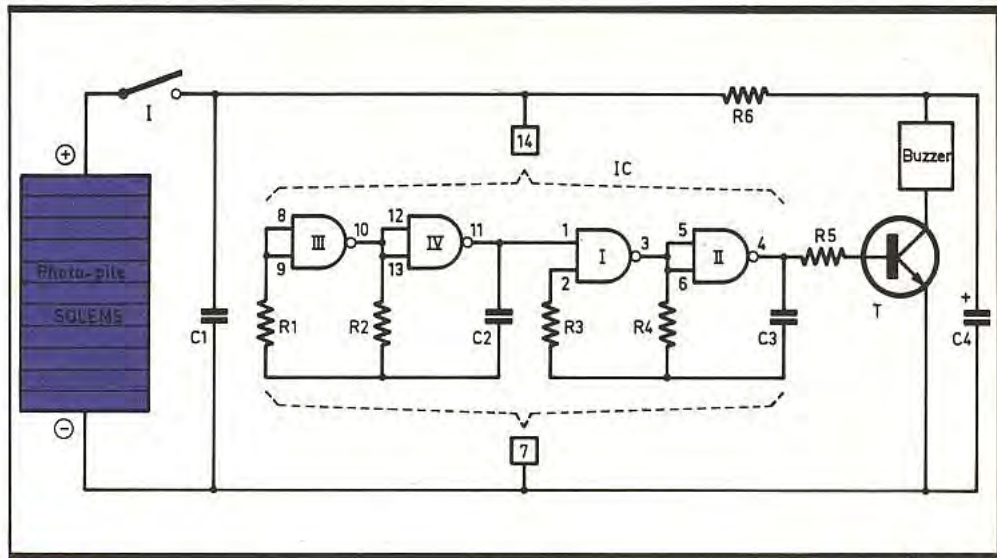 I
R6
⊕
14
IC
Buzzer
8
9
III
10
12
13
IV
11
1
2
I
3
5
6
II
4
R5
T
Photo-pile
SOLEMS
C1
R1
R2
C2
R3
R4
C3
+
C4
⊖
7